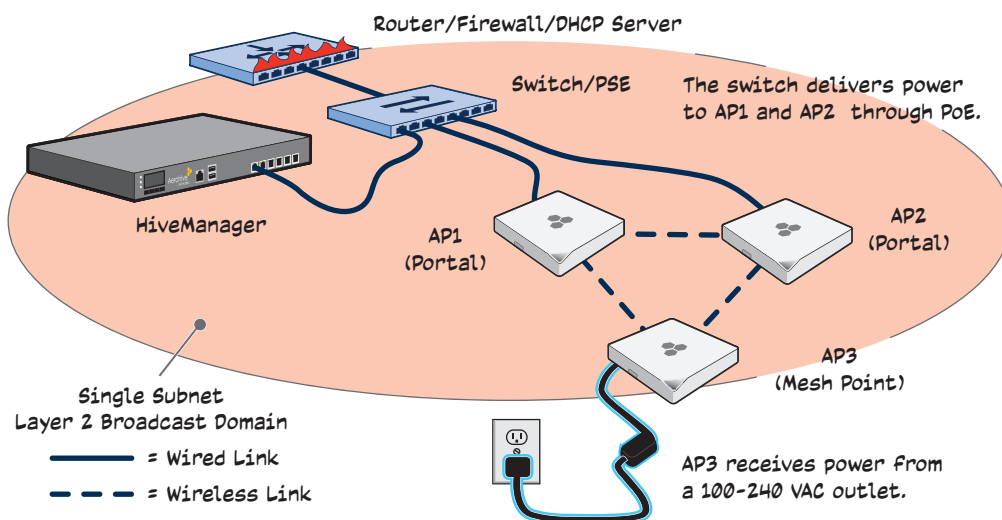 Router/Firewall/DHCP Server
Switch/PSE
The switch delivers power
to AP1 and AP2 through PoE.
Aerohive
HiveManager
AP1
(Portal)
AP2
(Portal)
AP3
(Mesh Point)
Single Subnet
Layer 2 Broadcast Domain
= Wired Link
= Wireless Link
AP3 receives power from
a 100-240 VAC outlet.